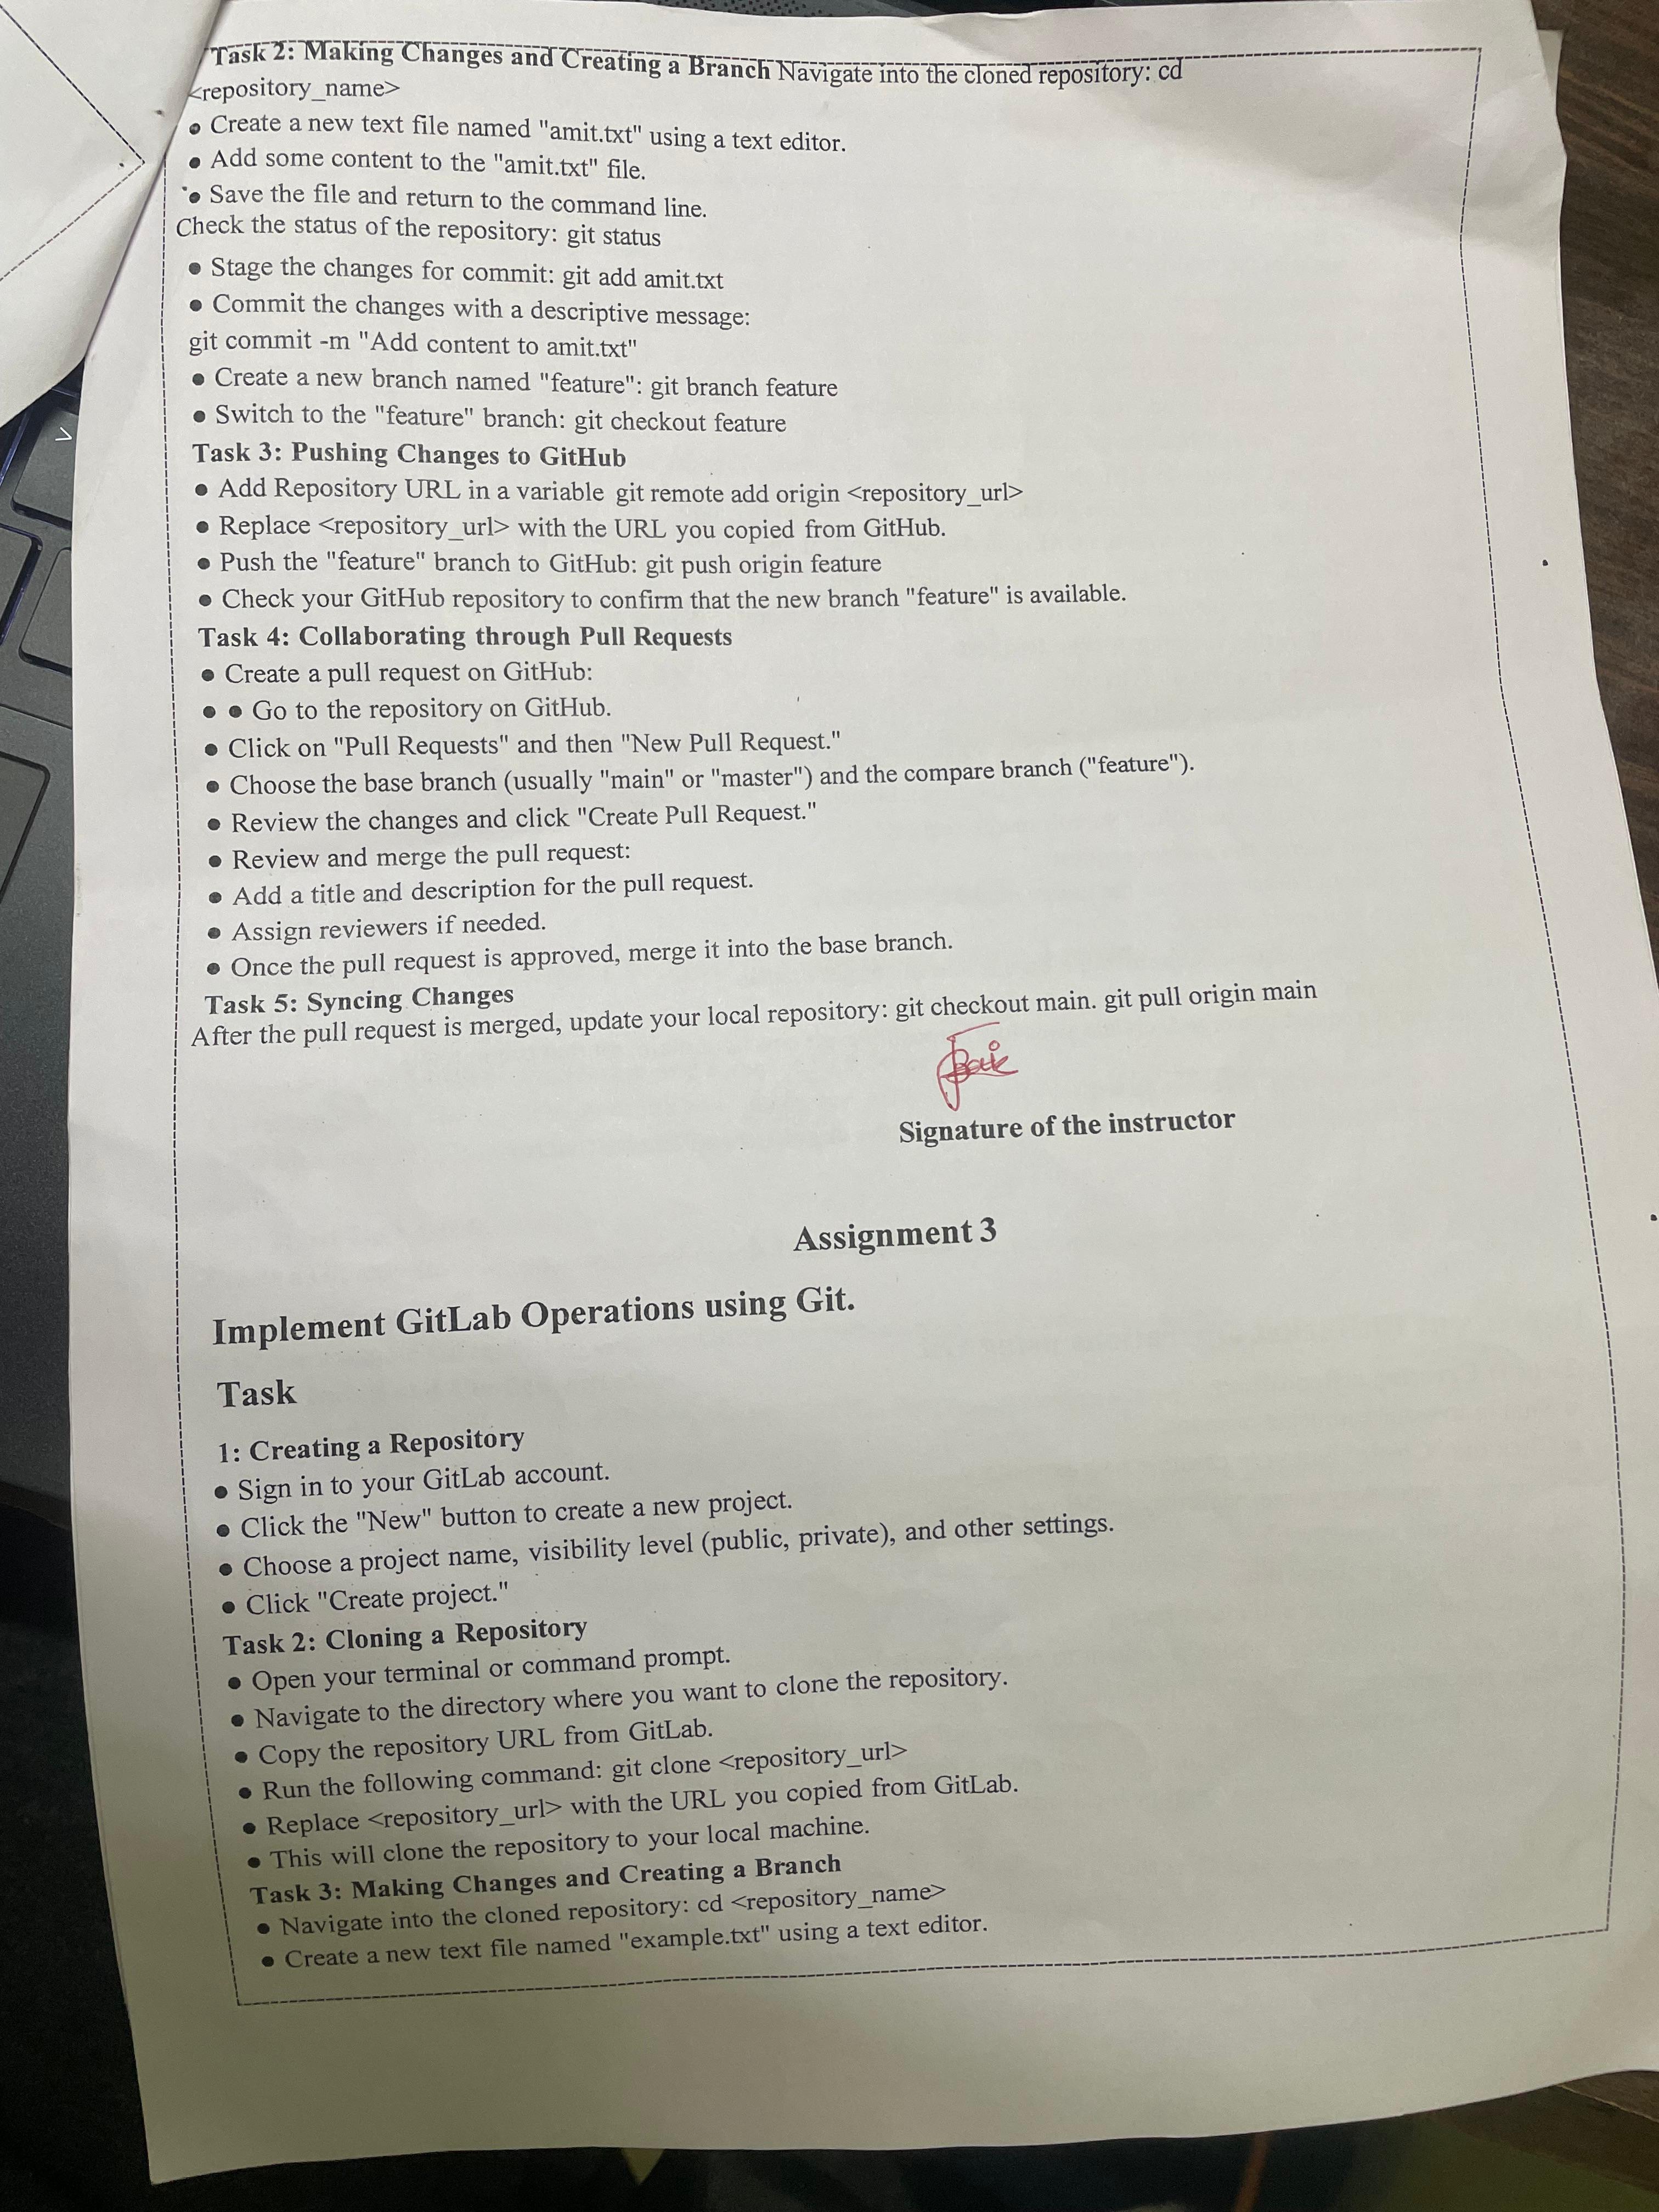 Task 2: Making Changes and Creating a Branch Navigate into the cloned repository: cd
<repository_name>
● Create a new text file named "amit.txt" using a text editor.
● Add some content to the "amit.txt" file.
● Save the file and return to the command line.
Check the status of the repository: git status
● Stage the changes for commit: git add amit.txt
● Commit the changes with a descriptive message:
git commit -m "Add content to amit.txt"
● Create a new branch named "feature": git branch feature
● Switch to the "feature" branch: git checkout feature
Task 3: Pushing Changes to GitHub
● Add Repository URL in a variable git remote add origin <repository_url>
● Replace <repository_url> with the URL you copied from GitHub.
● Push the "feature" branch to GitHub: git push origin feature
● Check your GitHub repository to confirm that the new branch "feature" is available.
Task 4: Collaborating through Pull Requests
● Create a pull request on GitHub:
● ● Go to the repository on GitHub.
● Click on "Pull Requests" and then "New Pull Request."
● Choose the base branch (usually "main" or "master") and the compare branch ("feature").
● Review the changes and click "Create Pull Request."
● Review and merge the pull request:
● Add a title and description for the pull request.
● Assign reviewers if needed.
● Once the pull request is approved, merge it into the base branch.
Task 5: Syncing Changes
After the pull request is merged, update your local repository: git checkout main. git pull origin main
Signature of the instructor
Assignment 3
Implement GitLab Operations using Git.
Task
1: Creating a Repository
● Sign in to your GitLab account.
● Click the "New" button to create a new project.
● Choose a project name, visibility level (public, private), and other settings.
● Click "Create project."
Task 2: Cloning a Repository
● Open your terminal or command prompt.
● Navigate to the directory where you want to clone the repository.
● Copy the repository URL from GitLab.
● Run the following command: git clone <repository_url>
● Replace <repository_url> with the URL you copied from GitLab.
● This will clone the repository to your local machine.
Task 3: Making Changes and Creating a Branch
● Navigate into the cloned repository: cd <repository_name>
● Create a new text file named "example.txt" using a text editor.